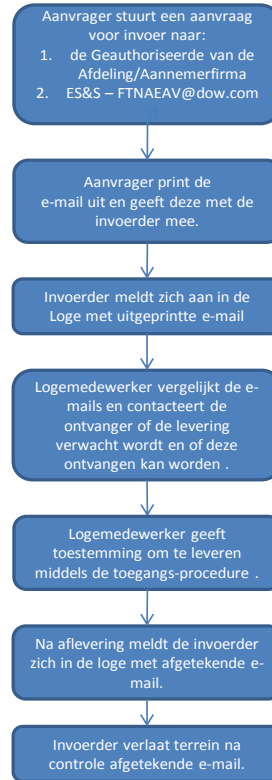 Aanvrager stuurt een aanvraag
voor invoer naar:
1. de Geauthoriseerde van de
Afdeling/Aannemerfirma
2. ES&S – FTNAEAV@dow.com
Aanvrager print de
e-mail uit en geeft deze met de
invoerder mee.
Invoerder meldt zich aan in de
Loge met uitgeprintte e-mail
Logemedewerker vergelijkt de e-
mails en contacteert de
ontvanger of de levering
verwacht wordt en of deze
ontvangen kan worden .
Logemedewerker geeft
toestemming om te leveren
middels de toegangs-procedure .
Na aflevering meldt de invoerder
zich in de loge met afgetekende e-
mail.
Invoerder verlaat terrein na
controle afgetekende e-mail.